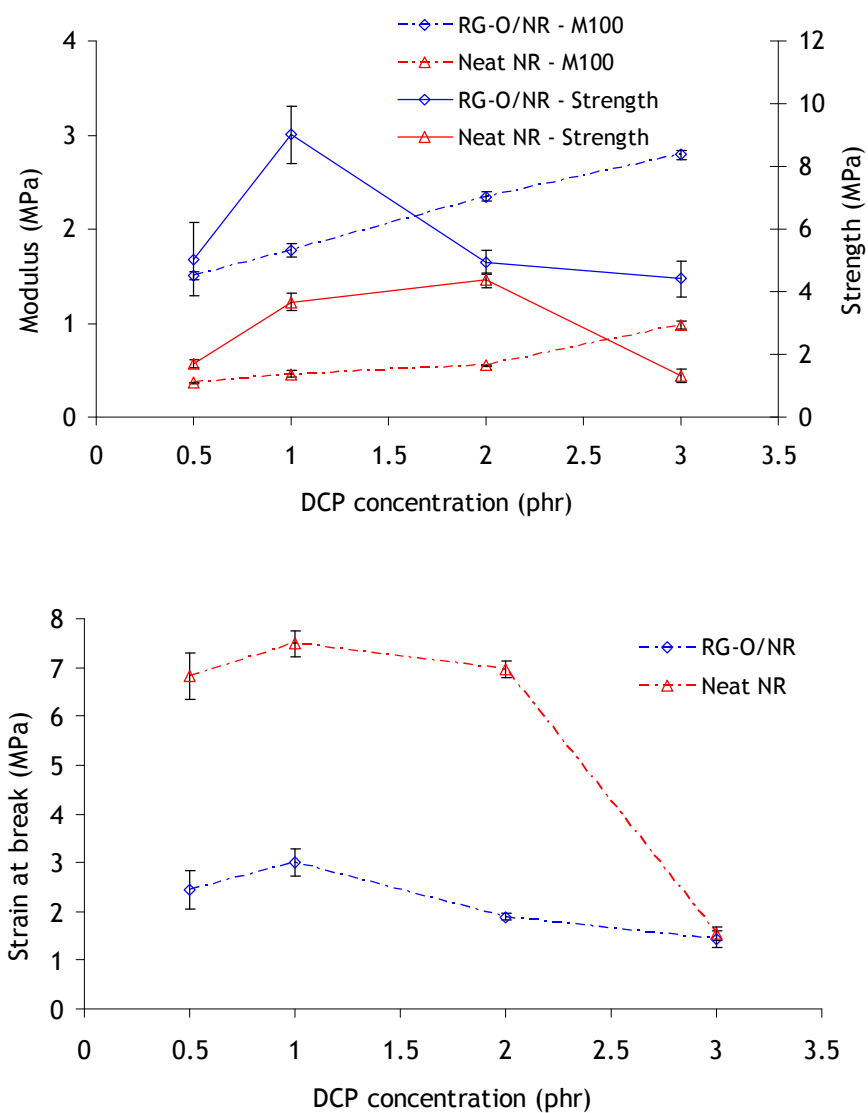 RG-O/NR - M100
Neat NR - M100
RG-O/NR - Strength
Neat NR - Strength
4
3
2
1
0
Modulus (MPa)
12
10
8
6
4
2
0
Strength (MPa)
0 0.5 1 1.5 2 2.5 3 3.5
DCP concentration (phr)
8
7
6
5
4
3
2
1
0
Strain at break (MPa)
RG-O/NR
Neat NR
0 0.5 1 1.5 2 2.5 3 3.5
DCP concentration (phr)